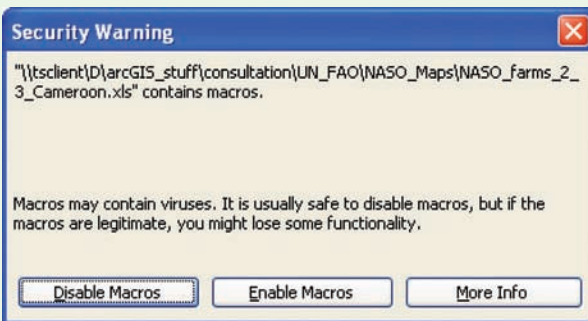 Security Warning
"\\tsclient\D\arcGIS_stuff\consultation\UN_FAO\NASO_Maps\NASO_farms_2_
3_Cameroon.xls" contains macros.
Macros may contain viruses. It is usually safe to disable macros, but if the
macros are legitimate, you might lose some functionality.
Disable Macros
Enable Macros
More Info